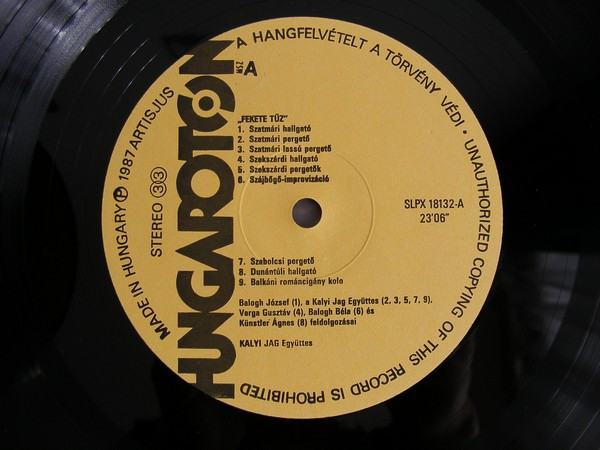 A HANGFELVÉTELT A TÖRVÉNY VÉDI • UNAUTHORIZED COPYING OF THIS RECORD IS PROHIBITED
MADE IN HUNGARY Ⓟ 1987 ARTISJUS
STEREO 33
HUNGAROTON
MSZ
A
„FEKETE TŰZ"
1. Szatmári hallgató
2. Szatmári pergető
3. Szatmári lassú pergető
4. Szekszárdi hallgató
5. Szekszárdi pergetők
6. Szájbőgő-improvizáció
SLPX 18132-A
23'06"
7. Szabolcsi pergető
8. Dunántúli hallgató
9. Balkáni románcigány kolo
Balogh József (1), a Kalyi Jag Együttes (2, 3, 5, 7, 9),
Varga Gusztáv (4), Balogh Béla (6) és
Künstler Ágnes (8) feldolgozásai
KALYI JAG Együttes